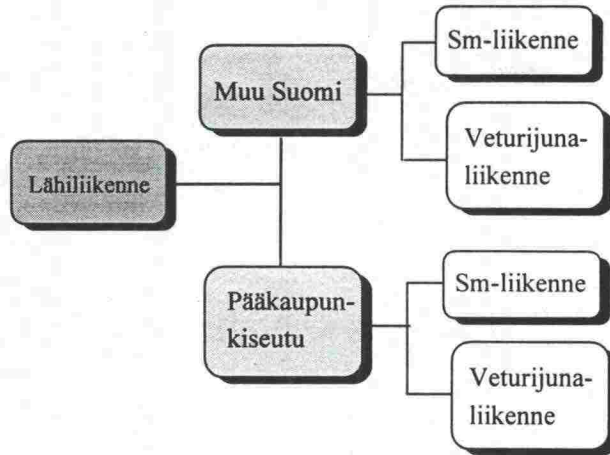 Lähiliikenne
Muu Suomi
Sm-liikenne
Veturijuna-
liikenne
Pääkaupun-
kiseutu
Sm-liikenne
Veturijuna-
liikenne